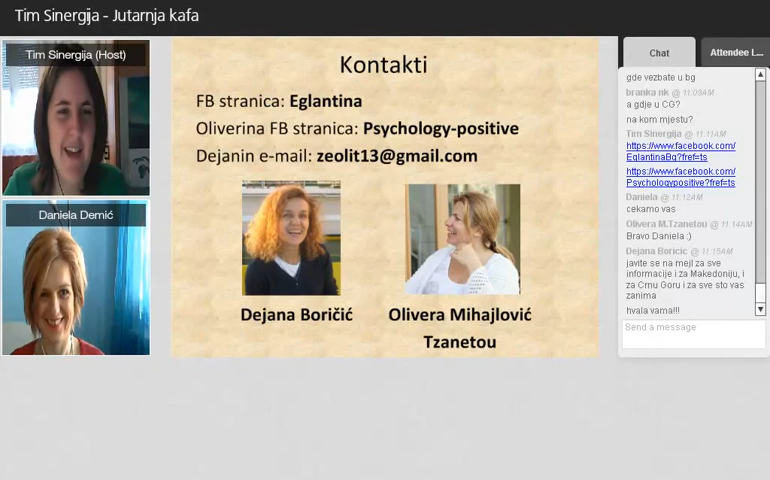 Tim Sinergija - Jutarnja kafa
Tim Sinergija (Host)
Daniela Demić
Kontakti
FB stranica: Eglantina
Oliverina FB stranica: Psychology-positive
Dejanin e-mail: zeolit13@gmail.com
Dejana Boričić
Olivera Mihajlović
Tzanetou
Chat
Attendee L...
gde vezbate u bg
branka nk @ 11:09AM
a gdje u CG?
na kom mjestu?
Tim Sinergija @ 11:11AM
https://www.facebook.com/
EglantinaBg?fref=ts
https://www.facebook.com/
Psychologypositive?fref=ts
Daniela @ 11:12AM
cekamo vas
Olivera M.Tzanetou @ 11:14AM
Bravo Daniela ;)
Dejana Boricic @ 11:15AM
javite se na mejl za sve
informacije i za Makedoniju, i
za Crnu Goru i za sve sto vas
zanima
hvala vama!!!
Send a message